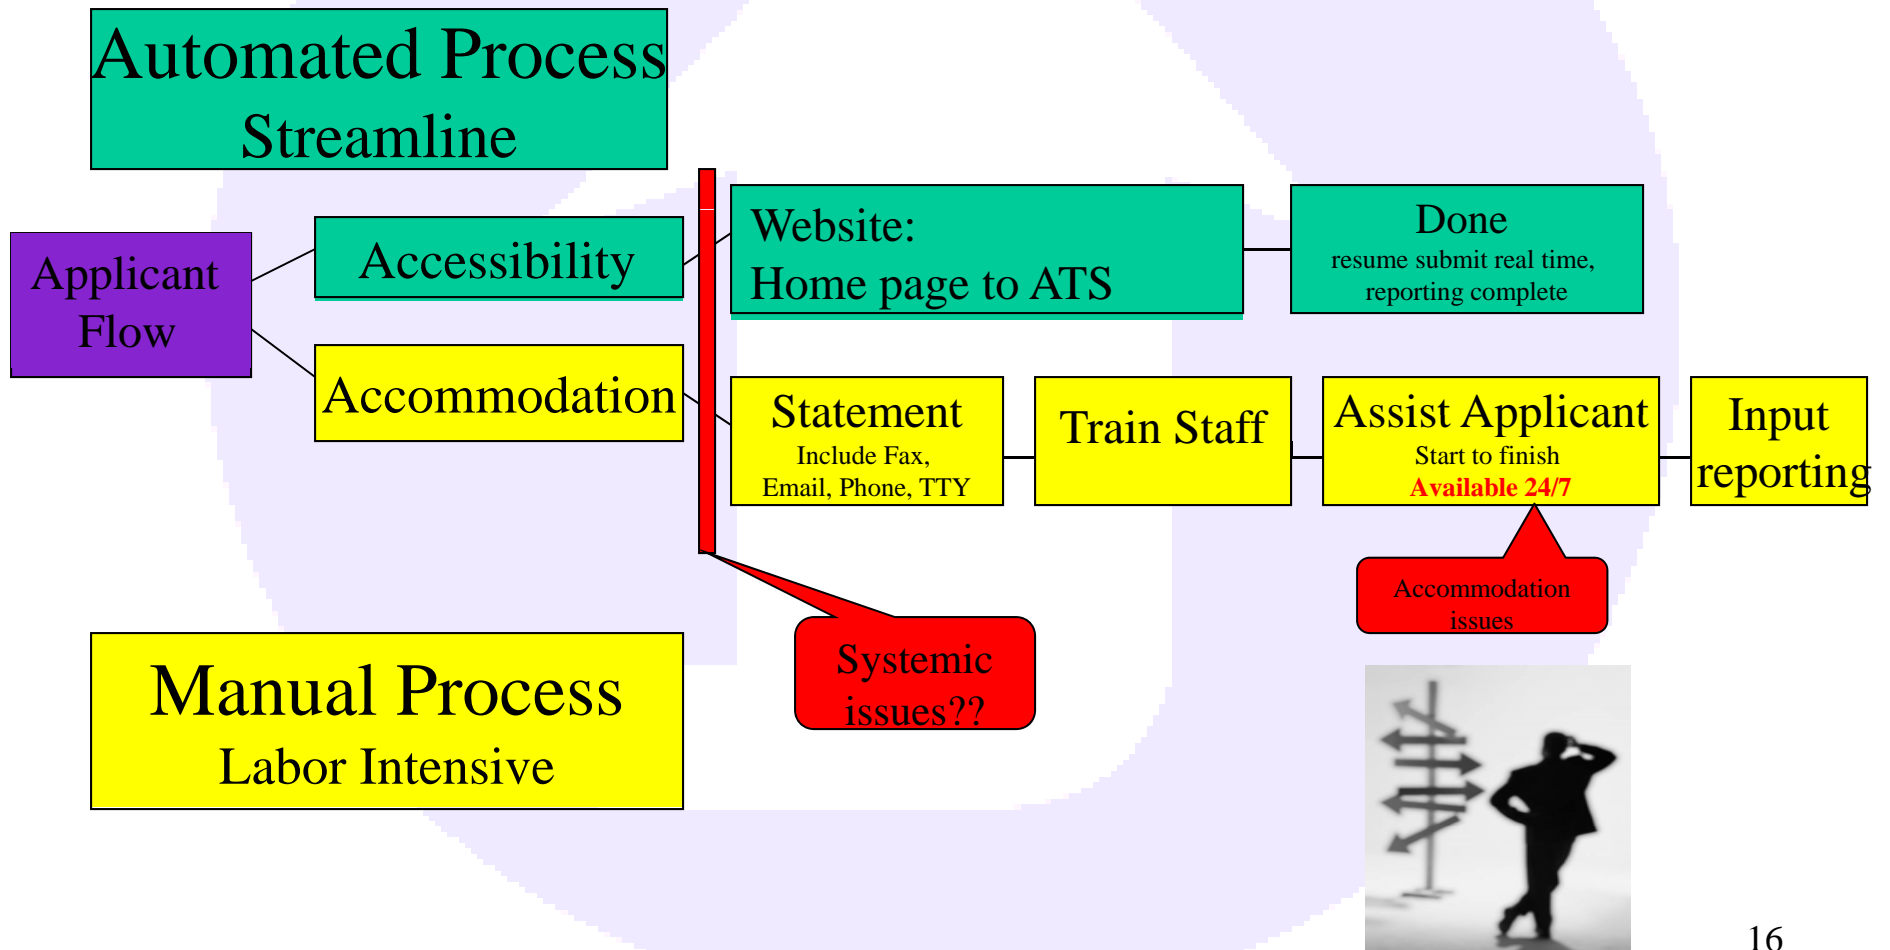 Automated Process
Streamline
Applicant
Flow
Accessibility
Website:
Home page to ATS
Done
resume submit real time,
reporting complete
Accommodation
Statement
Include Fax,
Email, Phone, TTY
Train Staff
Assist Applicant
Start to finish
Available 24/7
Input
reporting
Accommodation
issues
Systemic
issues??
Manual Process
Labor Intensive
16